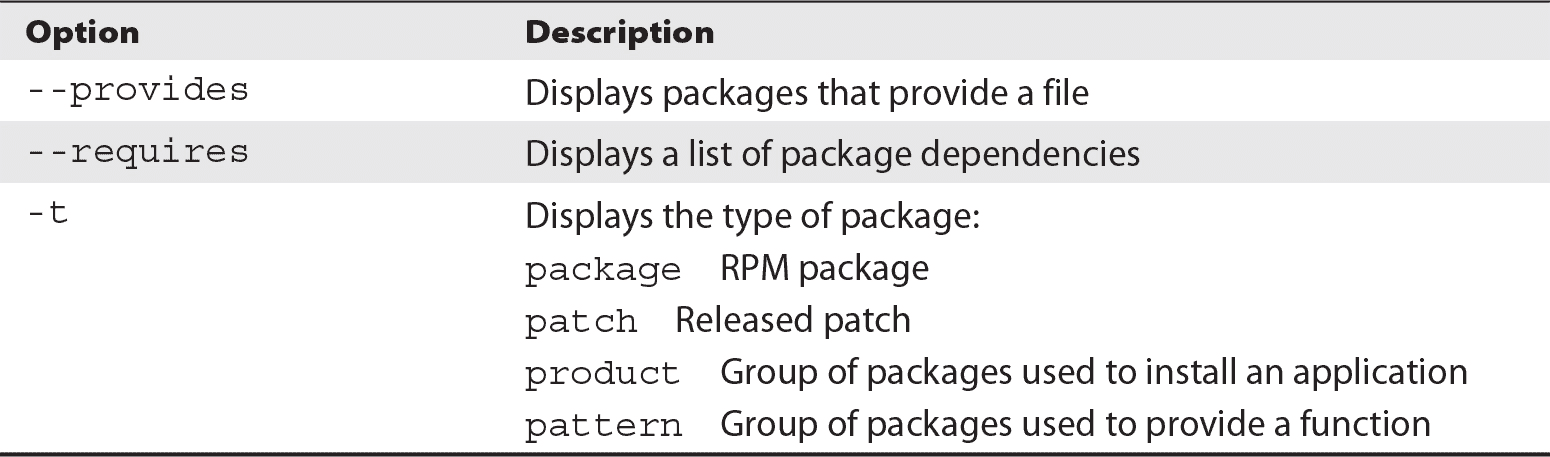 Option Description
--provides Displays packages that provide a file
--requires Displays a list of package dependencies
-t Displays the type of package:
package RPM package
patch Released patch
product Group of packages used to install an application
pattern Group of packages used to provide a function